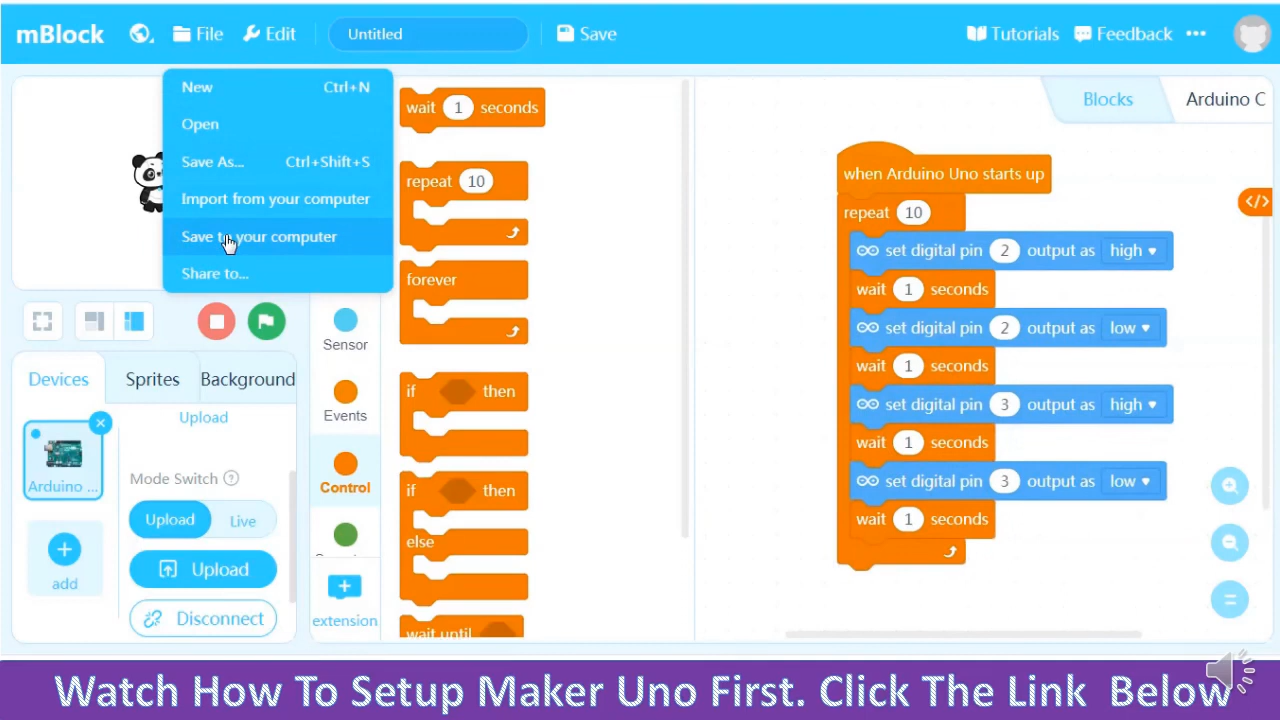 mBlock
File
Edit
Untitled
Save
Tutorials
Feedback
New Ctrl+N
Open
Save As... Ctrl+Shift+S
Import from your computer
Save to your computer
Share to...
Devices
Sprites
Background
Upload
Arduino ...
Mode Switch ?
Upload Live
add
Upload
Disconnect
Sensor
Events
Control
extension
wait 1 seconds
repeat 10
forever
if then
if then
else
wait until
Blocks
Arduino C
when Arduino Uno starts up
repeat 10
set digital pin 2 output as high
wait 1 seconds
set digital pin 2 output as low
wait 1 seconds
set digital pin 3 output as high
wait 1 seconds
set digital pin 3 output as low
wait 1 seconds
</>
Watch How To Setup Maker Uno First. Click The Link Below